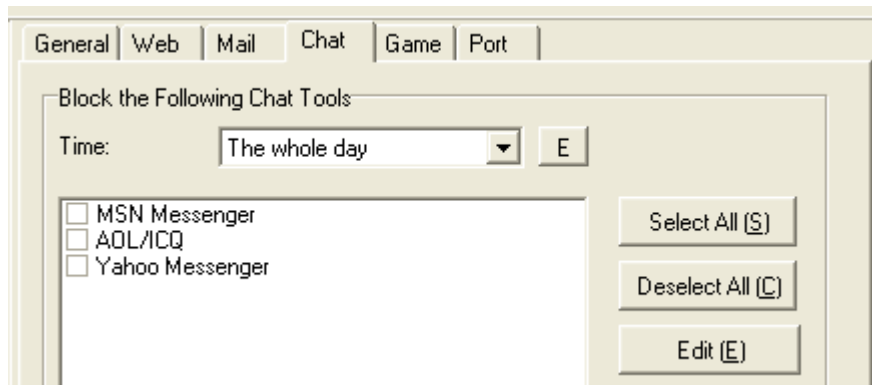 General Web Mail Chat Game Port
Block the Following Chat Tools
Time: The whole day E
MSN Messenger
AOL/ICQ
Yahoo Messenger
Select All (S)
Deselect All (C)
Edit (E)